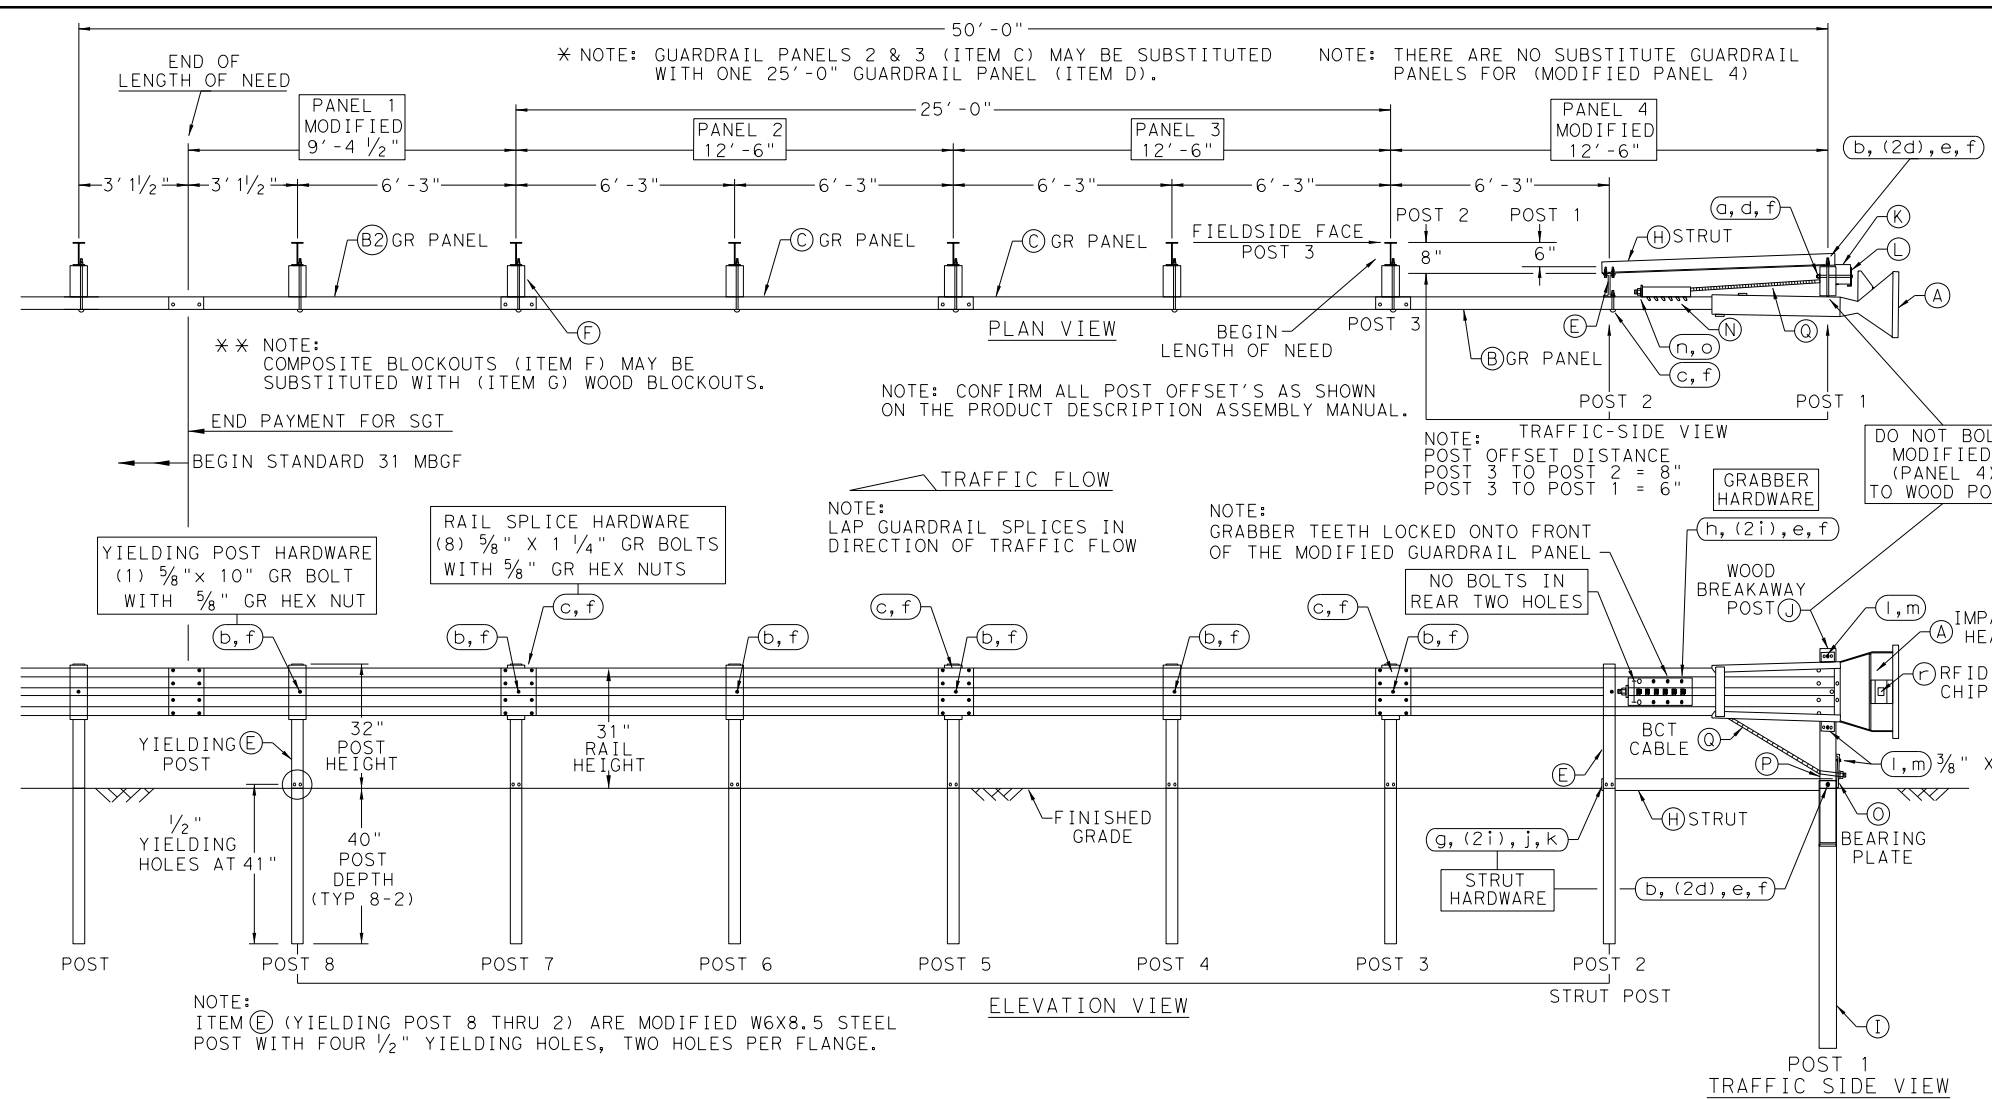 50'-0"
* NOTE: GUARDRAIL PANELS 2 & 3 (ITEM C) MAY BE SUBSTITUTED
WITH ONE 25'-0" GUARDRAIL PANEL (ITEM D).
NOTE: THERE ARE NO SUBSTITUTE GUARDRAIL
PANELS FOR (MODIFIED PANEL 4)
END OF
LENGTH OF NEED
PANEL 1
MODIFIED
9'-4 1/2"
25'-0"
PANEL 2
12'-6"
PANEL 3
12'-6"
PANEL 4
MODIFIED
12'-6"
b, (2d), e, f
3' 1 1/2"
3' 1 1/2"
6'-3"
6'-3"
6'-3"
6'-3"
6'-3"
6'-3"
POST 2
POST 1
a, d, f
K
B2 GR PANEL
C GR PANEL
C GR PANEL
FIELDSIDE FACE
POST 3
8"
6"
H STRUT
L
A
F
PLAN VIEW
BEGIN
LENGTH OF NEED
POST 3
E
N
Q
n, o
B GR PANEL
c, f
** NOTE:
COMPOSITE BLOCKOUTS (ITEM F) MAY BE
SUBSTITUTED WITH (ITEM G) WOOD BLOCKOUTS.
NOTE: CONFIRM ALL POST OFFSET'S AS SHOWN
ON THE PRODUCT DESCRIPTION ASSEMBLY MANUAL.
POST 2
POST 1
END PAYMENT FOR SGT
TRAFFIC-SIDE VIEW
NOTE:
POST OFFSET DISTANCE
POST 3 TO POST 2 = 8"
POST 3 TO POST 1 = 6"
DO NOT BOL
MODIFIED
(PANEL 4)
TO WOOD PO
BEGIN STANDARD 31 MBGF
TRAFFIC FLOW
NOTE:
LAP GUARDRAIL SPLICES IN
DIRECTION OF TRAFFIC FLOW
GRABBER
HARDWARE
NOTE:
GRABBER TEETH LOCKED ONTO FRONT
OF THE MODIFIED GUARDRAIL PANEL
h, (2i), e, f
RAIL SPLICE HARDWARE
(8) 5/8" X 1 1/4" GR BOLTS
WITH 5/8" GR HEX NUTS
YIELDING POST HARDWARE
(1) 5/8"x 10" GR BOLT
WITH 5/8" GR HEX NUT
NO BOLTS IN
REAR TWO HOLES
WOOD
BREAKAWAY
POST J
c, f
c, f
c, f
l, m
b, f
b, f
b, f
b, f
b, f
b, f
A IMPA
HEA
r RFID
CHIP
YIELDING E
POST
32"
POST
HEIGHT
31"
RAIL
HEIGHT
BCT
CABLE Q
E
P
l, m 3/8" X
1/2"
YIELDING
HOLES AT 41"
40"
POST
DEPTH
(TYP 8-2)
FINISHED
GRADE
H STRUT
O
BEARING
PLATE
g, (2i), j, k
STRUT
HARDWARE
b, (2d), e, f
POST
POST 8
POST 7
POST 6
POST 5
POST 4
POST 3
POST 2
STRUT POST
ELEVATION VIEW
NOTE:
ITEM E (YIELDING POST 8 THRU 2) ARE MODIFIED W6X8.5 STEEL
POST WITH FOUR 1/2" YIELDING HOLES, TWO HOLES PER FLANGE.
I
POST 1
TRAFFIC SIDE VIEW